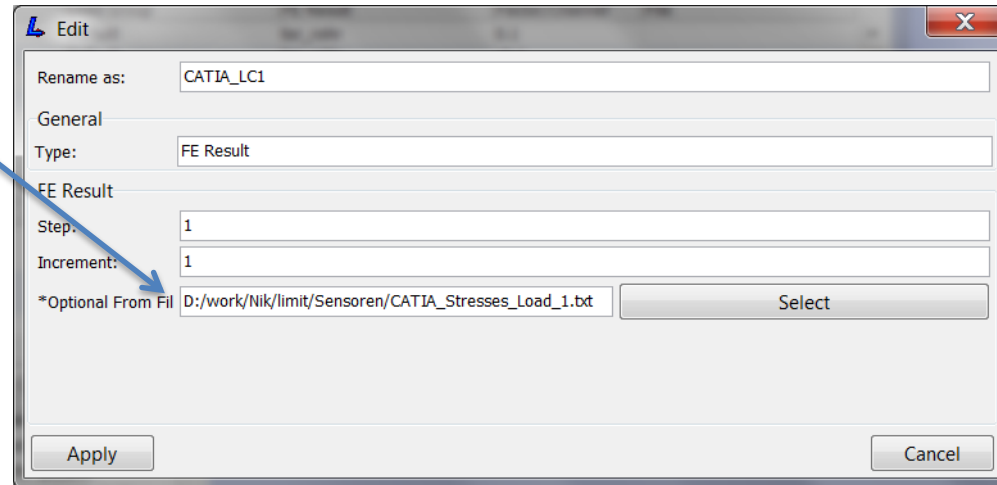 Edit
X
Rename as: CATIA_LC1
General
Type: FE Result
FE Result
Step: 1
Increment: 1
*Optional From Fil D:/work/Nik/limit/Sensoren/CATIA_Stresses_Load_1.txt Select
Apply Cancel